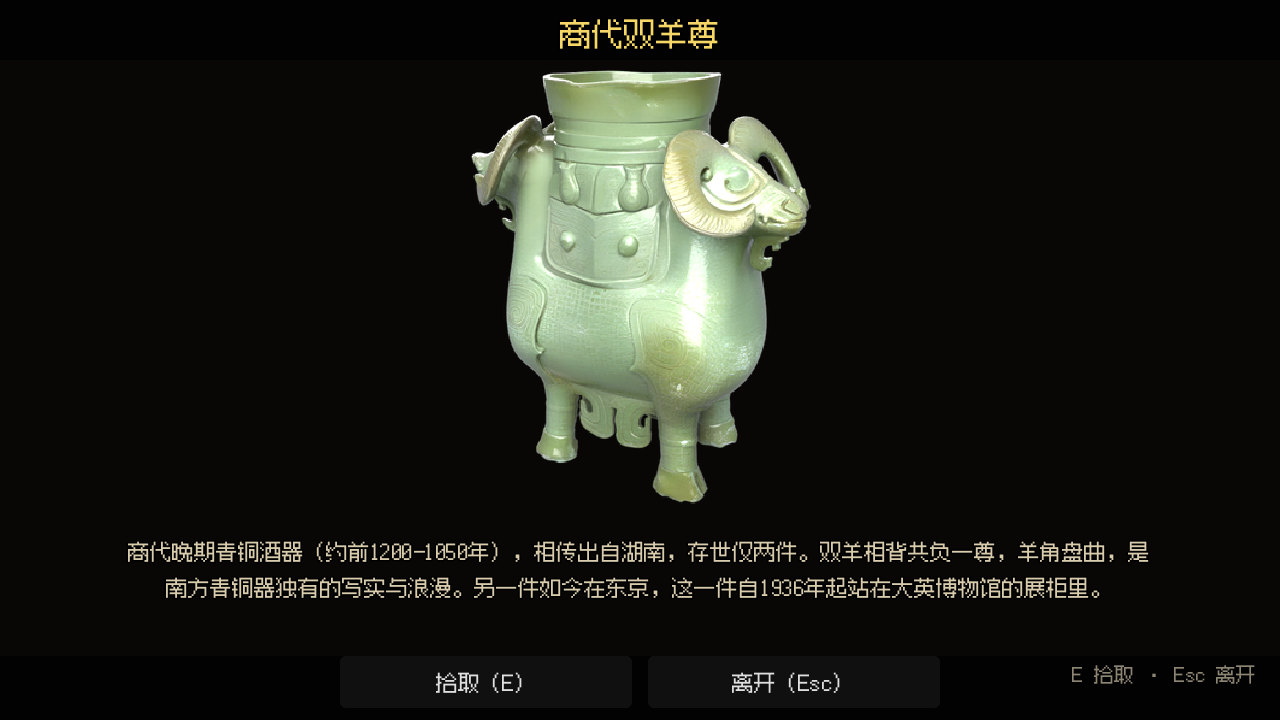 商代双羊尊
商代晚期青铜酒器（约前1200-1050年），相传出自湖南，存世仅两件。双羊相背共负一尊，羊角盘曲，是
南方青铜器独有的写实与浪漫。另一件如今在东京，这一件自1936年起站在大英博物馆的展柜里。
拾取（E）
离开（Esc）
E 拾取 · Esc 离开